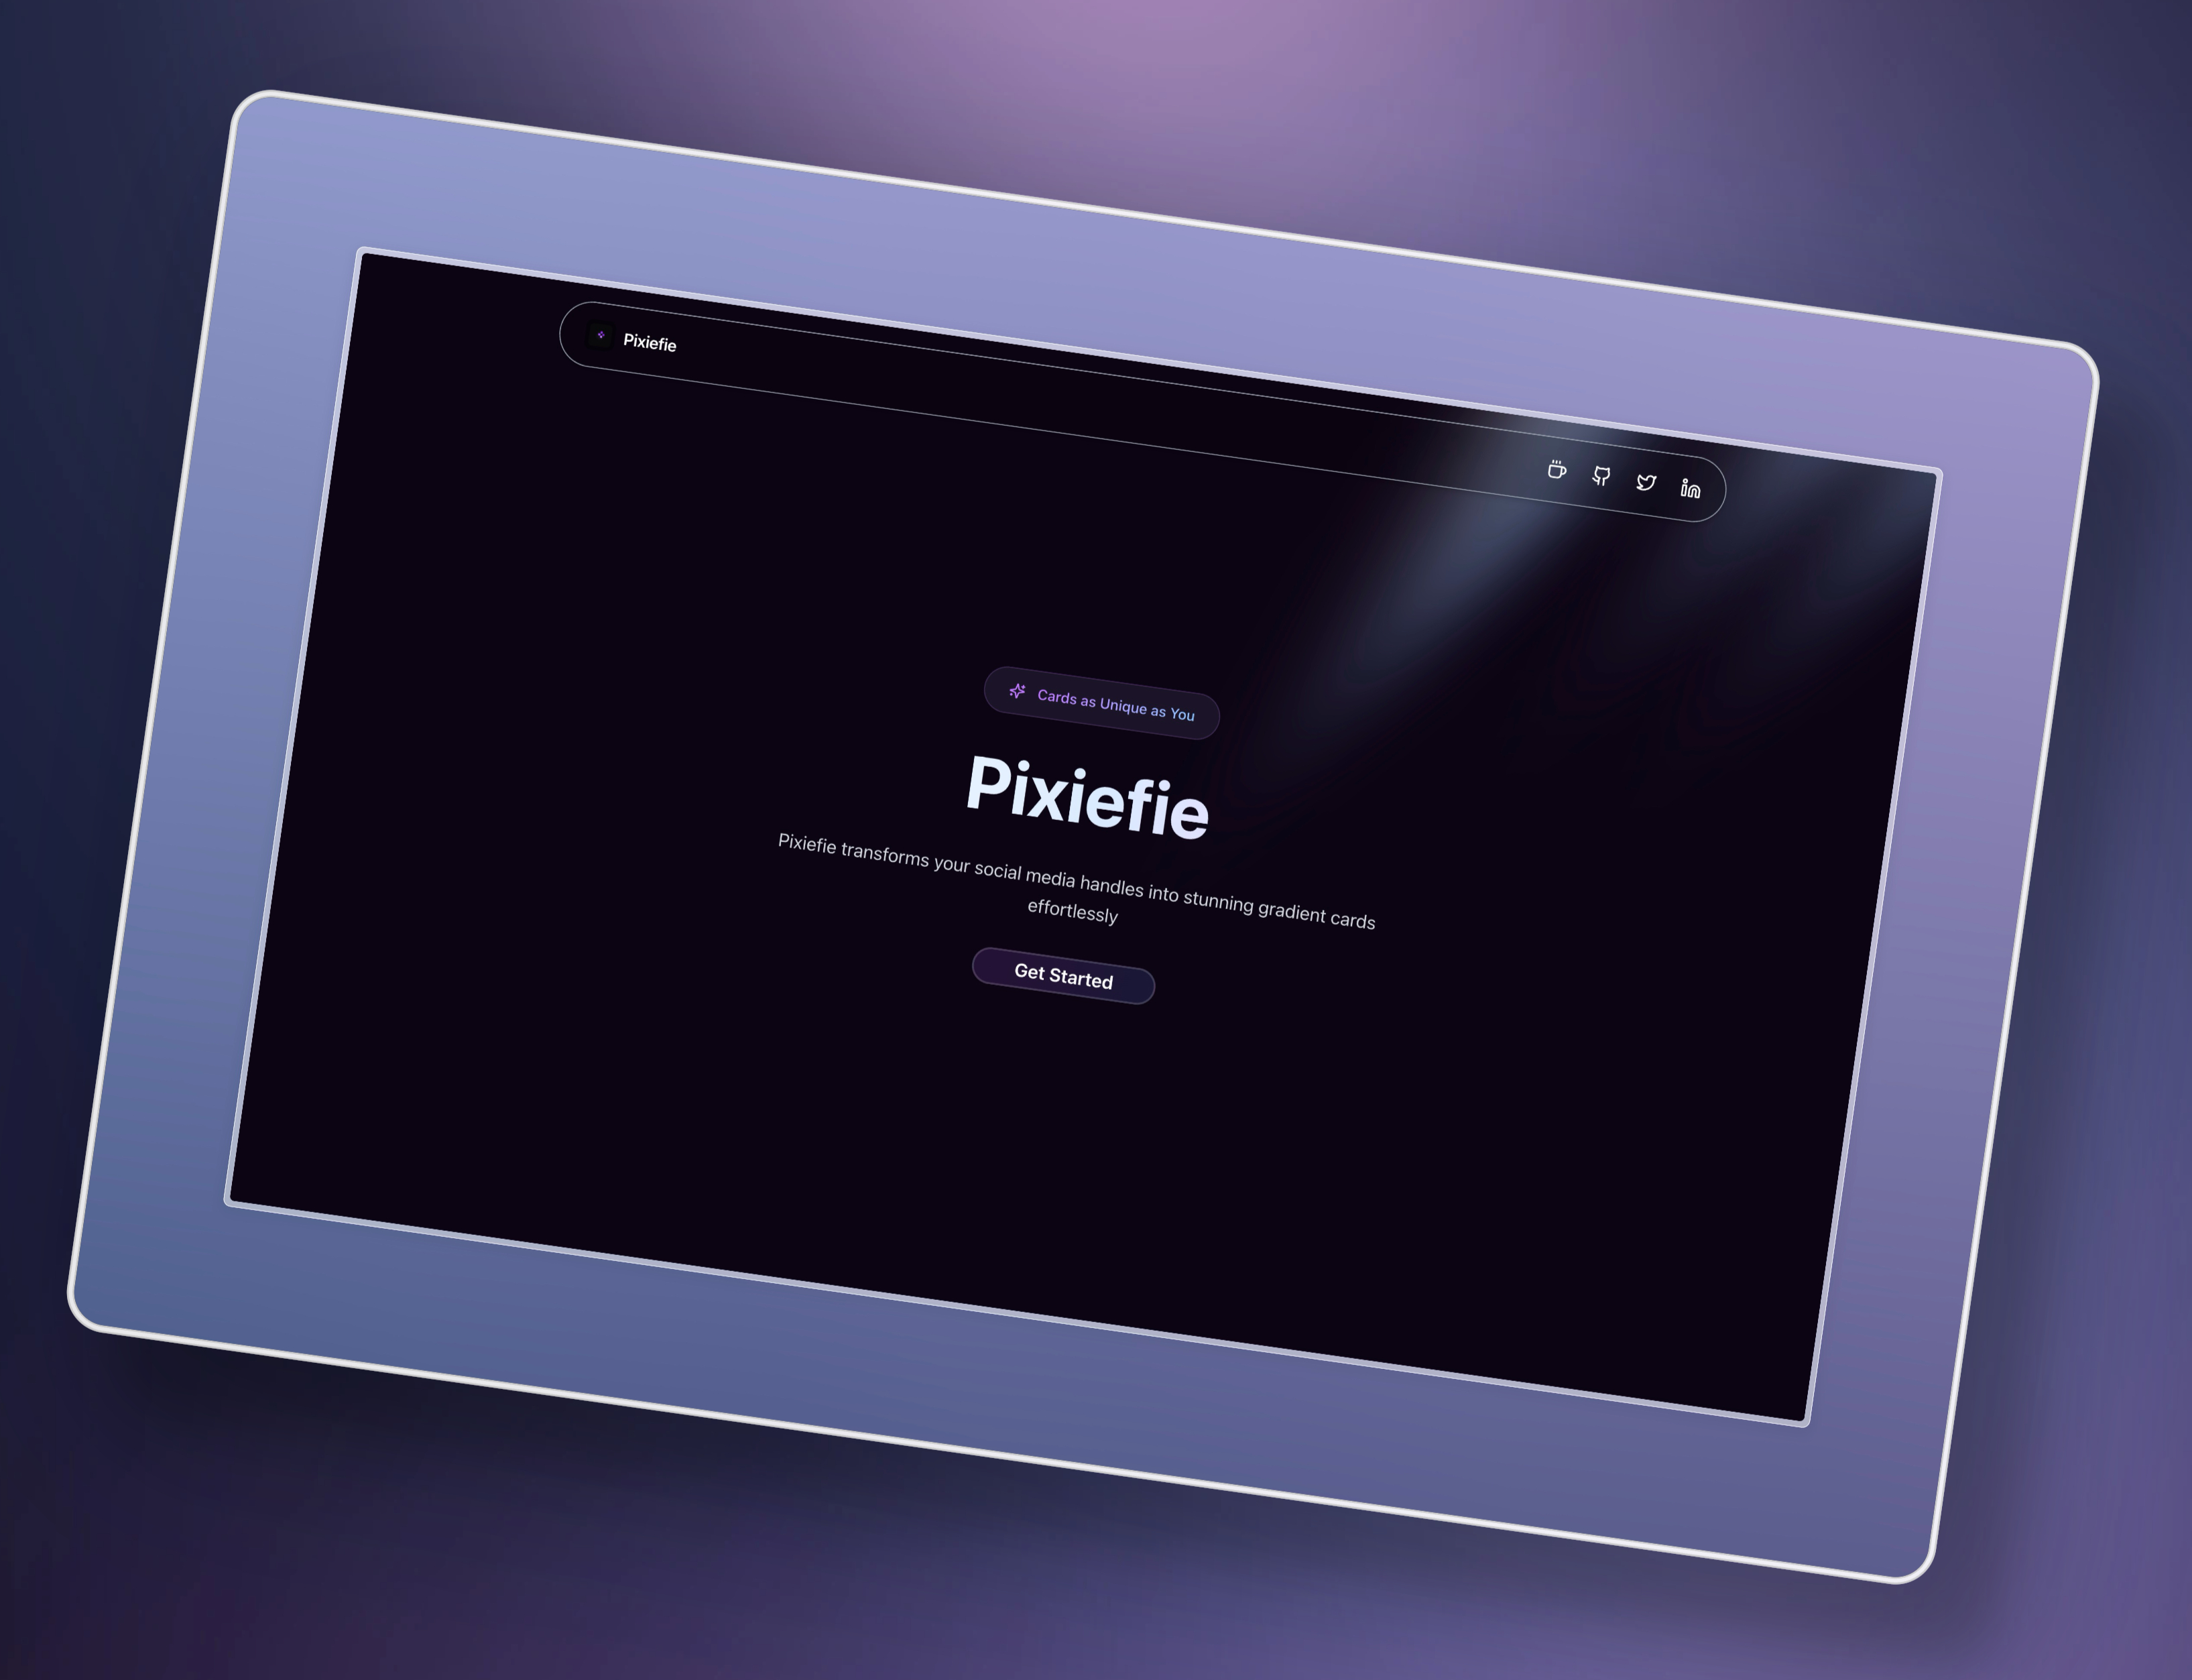 Pixiefie
Cards as Unique as You
Pixiefie
Pixiefie transforms your social media handles into stunning gradient cards
effortlessly
Get Started